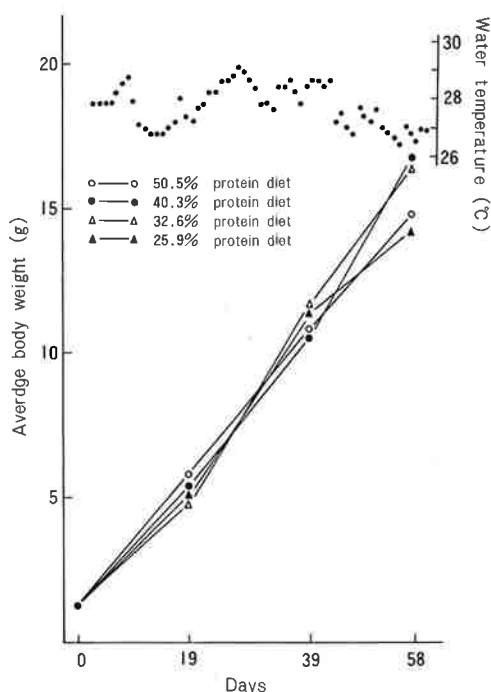 20
15
10
5
Averdge body weight (g)
30
28
26
Water temperature (℃)
50.5% protein diet
40.3% protein diet
32.6% protein diet
25.9% protein diet
0 19 39 58
Days